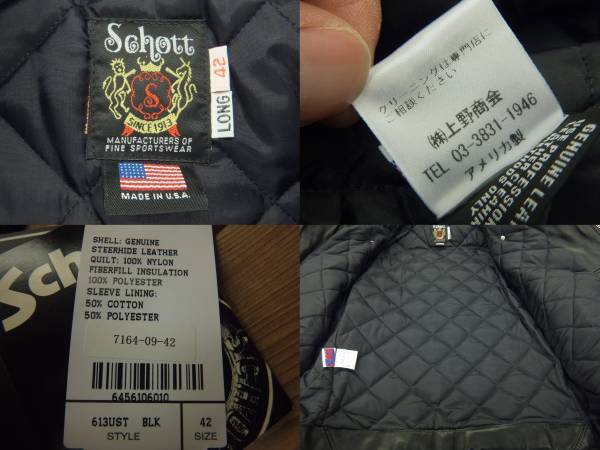 Schott
S
SINCE 1913
MANUFACTURERS OF
FINE SPORTSWEAR
LONG 42
MADE IN U.S.A.
クリーニングは専門店に
ご相談ください
㈱上野商会
TEL 03-3831-1946
アメリカ製
GENUINE LEA
PROFESSION
ONLY
Scho
SHELL: GENUINE
STEERHIDE LEATHER
QUILT: 100% NYLON
FIBERFILL INSULATION
100% POLYESTER
SLEEVE LINING:
50% COTTON
50% POLYESTER
7164-09-42
6456106010
613UST BLK 42
STYLE SIZE